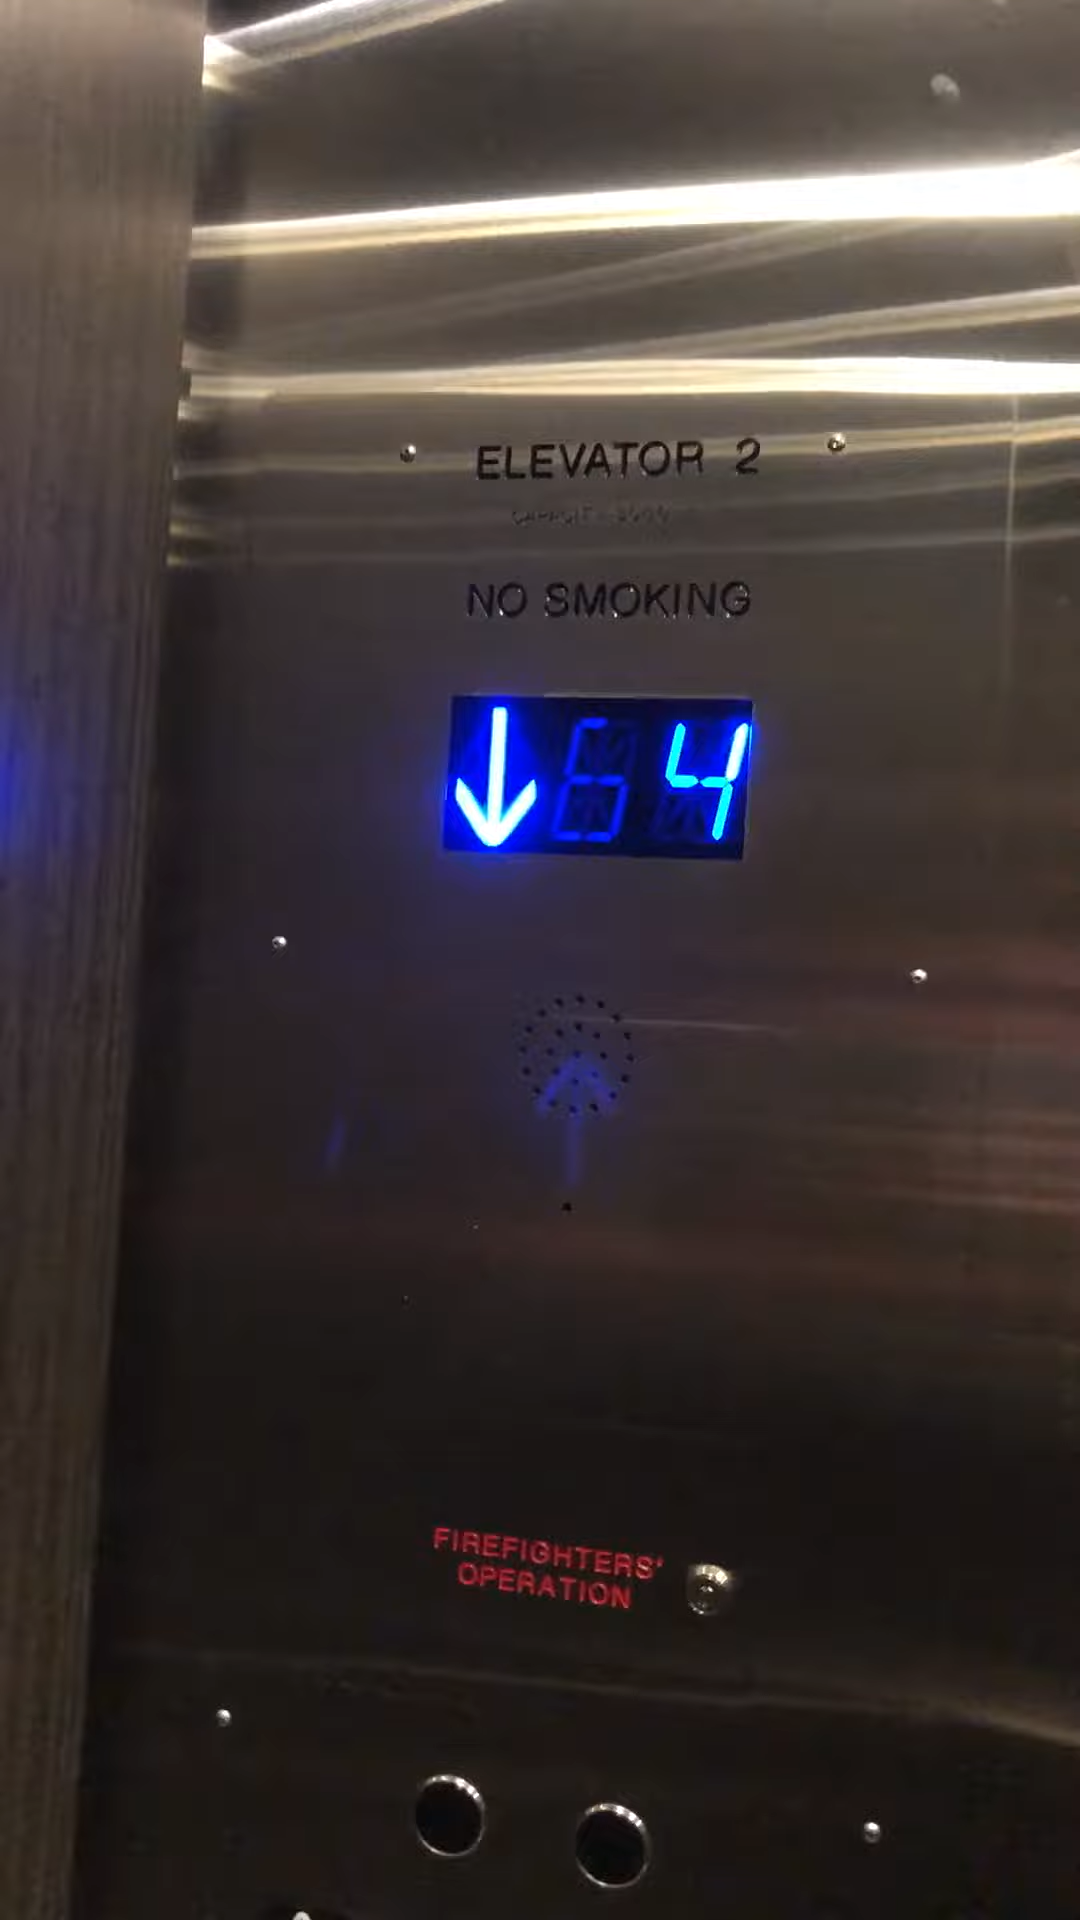 ELEVATOR 2
NO SMOKING
↓ 4
FIREFIGHTERS'
OPERATION